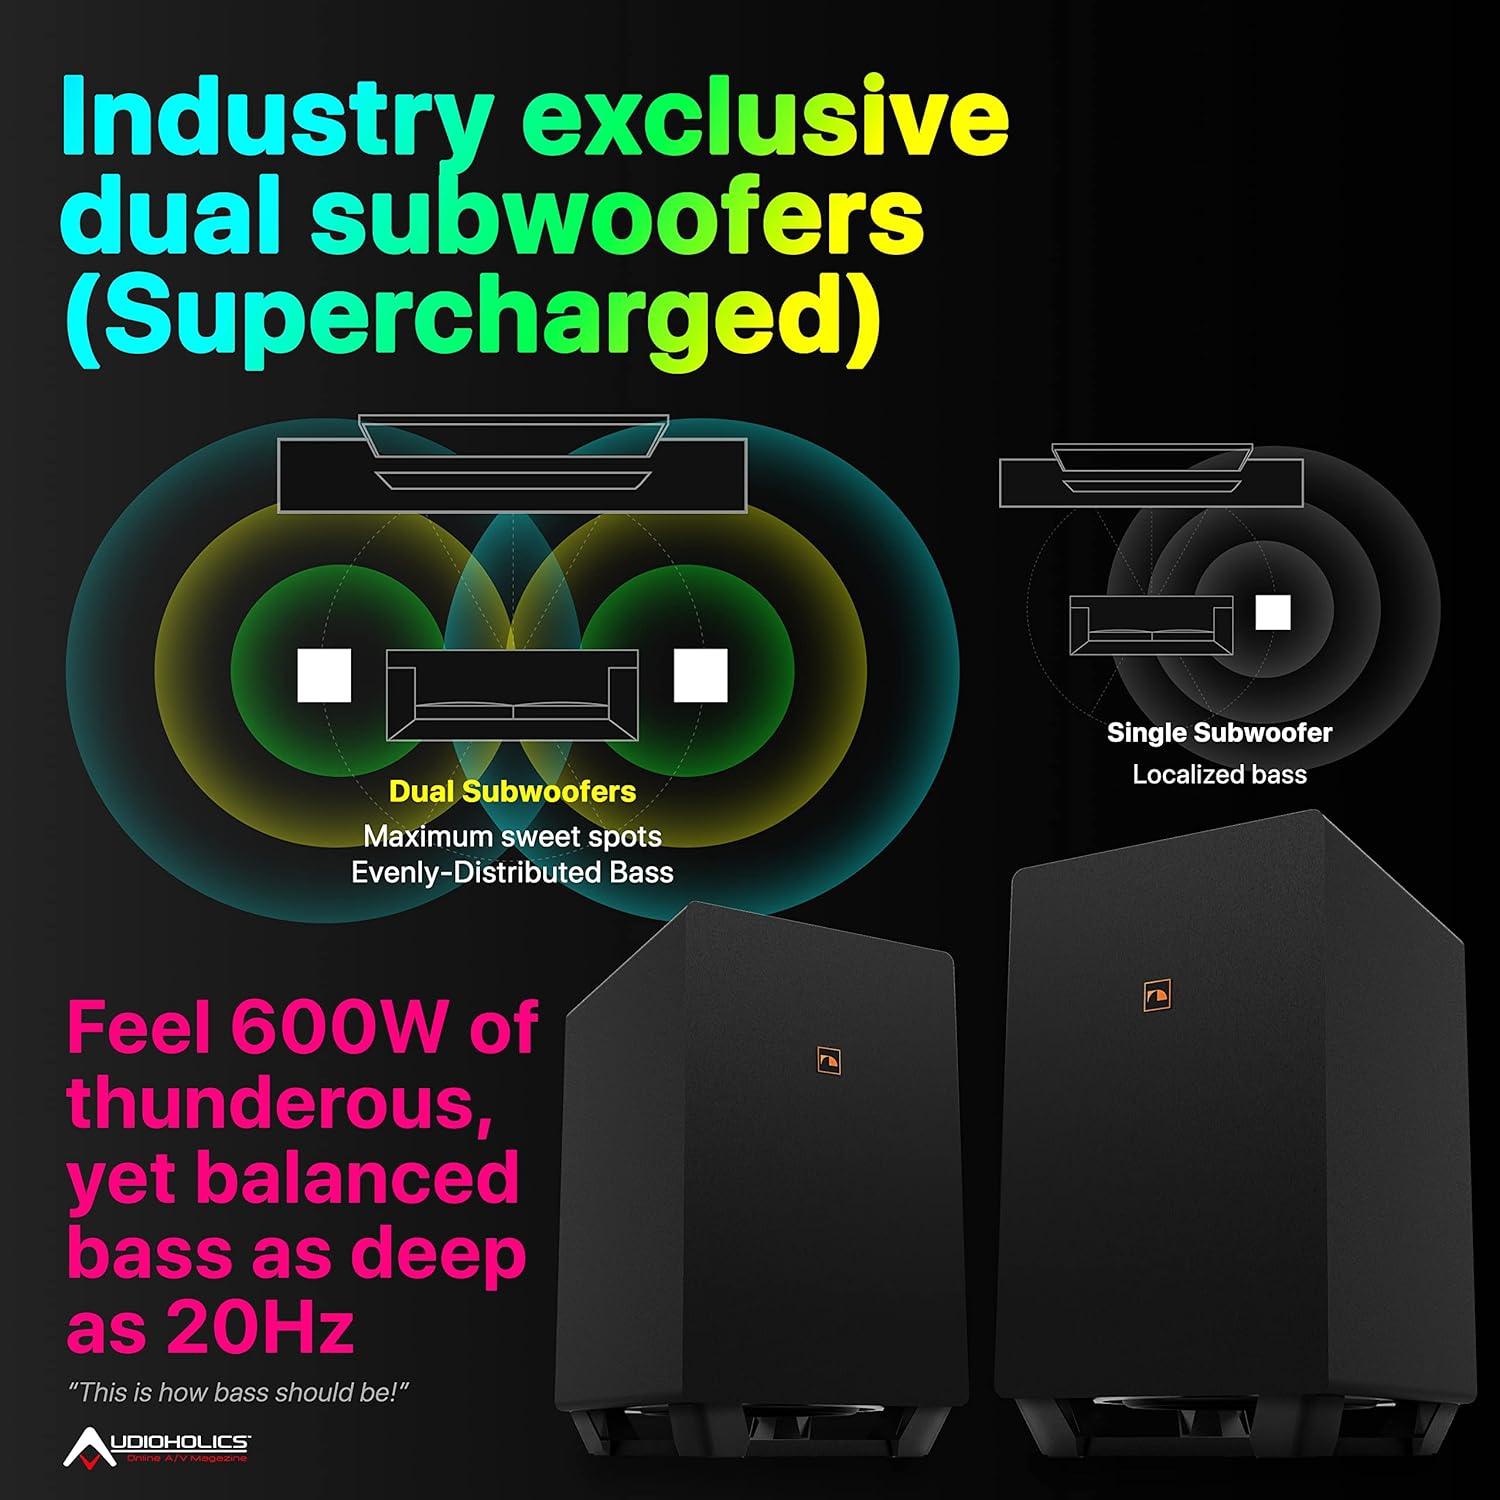 Industry exclusive
dual subwoofers
(Supercharged)
Single Subwoofer
Localized bass
Dual Subwoofers
Maximum sweet spots
Evenly-Distributed Bass
Feel 600W of
thunderous,
yet balanced
bass as deep
as 20Hz
“This is how bass should be!”
AUDIOHOLICS™
Online A/V Magazine